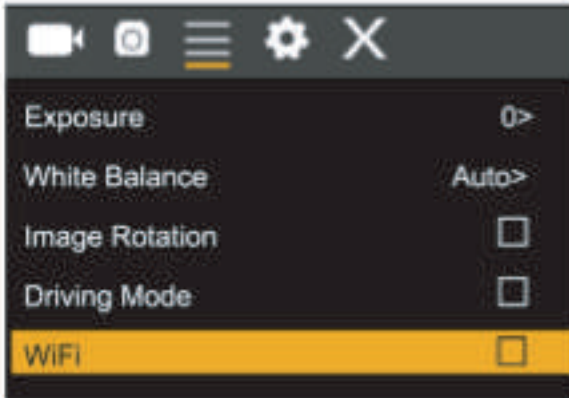 Exposure 0>
White Balance Auto>
Image Rotation
Driving Mode
WiFi